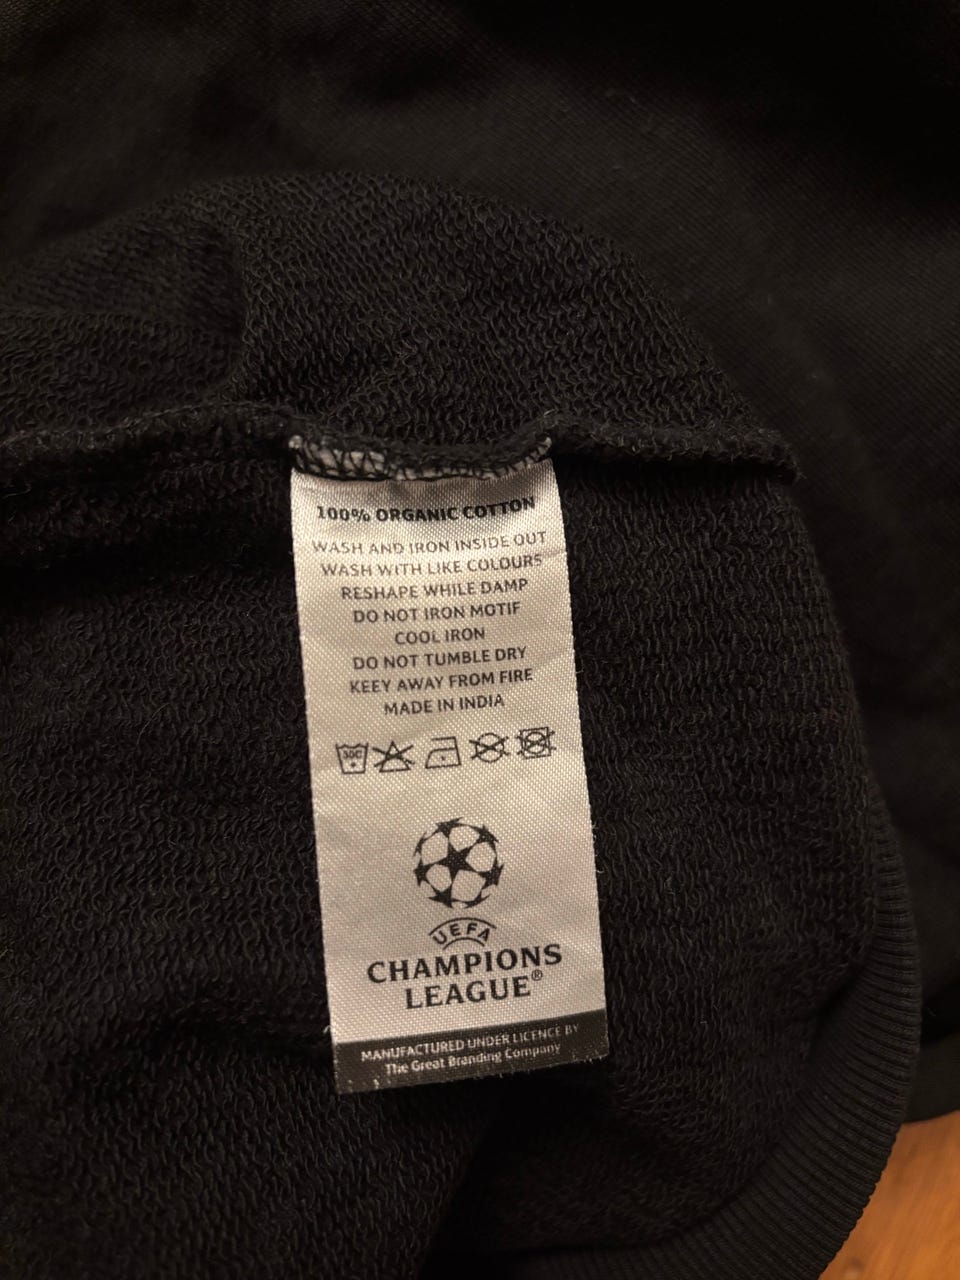 100% ORGANIC COTTON
WASH AND IRON INSIDE OUT
WASH WITH LIKE COLOURS
RESHAPE WHILE DAMP
DO NOT IRON MOTIF
COOL IRON
DO NOT TUMBLE DRY
KEEY AWAY FROM FIRE
MADE IN INDIA
30C
UEFA
CHAMPIONS
LEAGUE®
MANUFACTURED UNDER LICENCE BY
The Great Branding Company